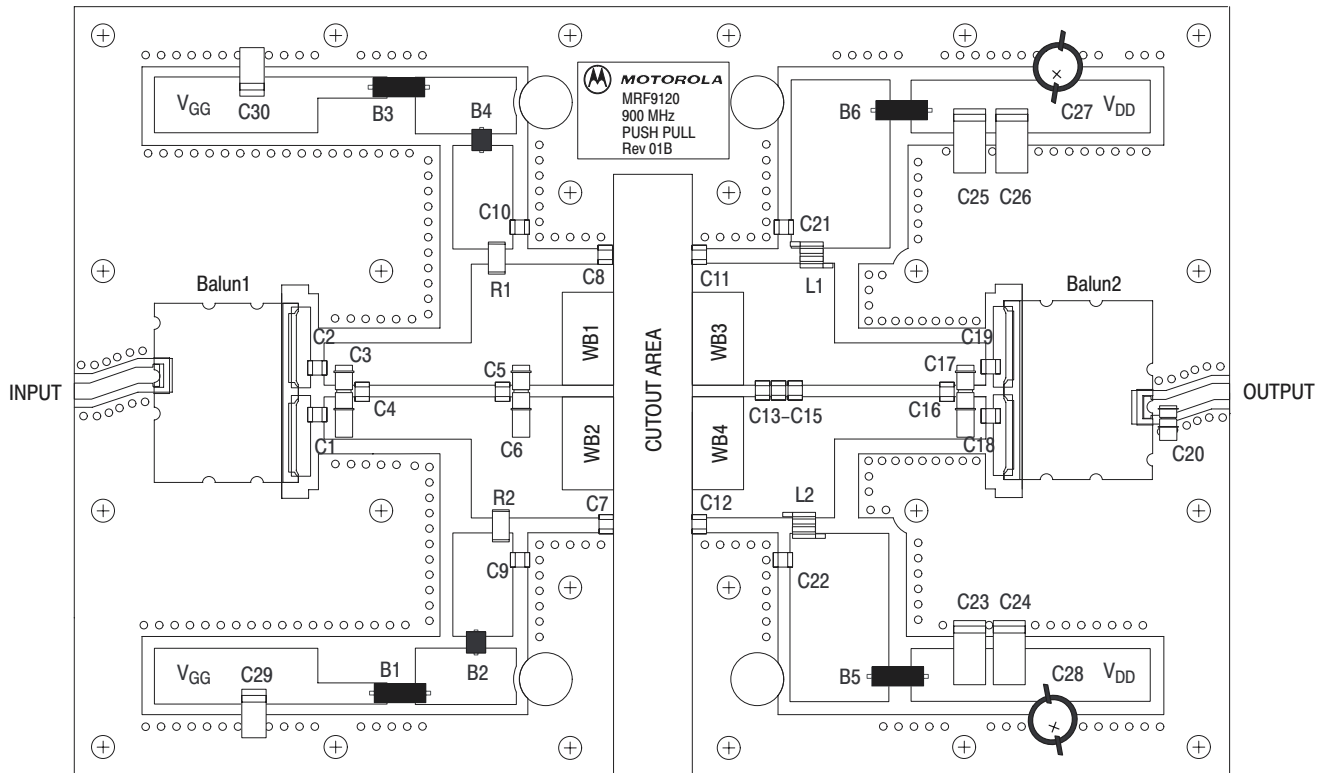 MOTOROLA
MRF9120
900 MHz
PUSH PULL
Rev 01B
VGG
C30
B3
B4
B6
C27
VDD
C25
C26
C10
C21
C8
C11
R1
L1
Balun1
Balun2
C2
C3
C5
WB1
WB3
C17
C19
INPUT
C4
CUTOUT AREA
C13–C15
C16
OUTPUT
C1
C6
WB2
WB4
C18
C20
R2
C7
C12
L2
C9
C22
C23
C24
VGG
C29
B1
B2
B5
C28
VDD